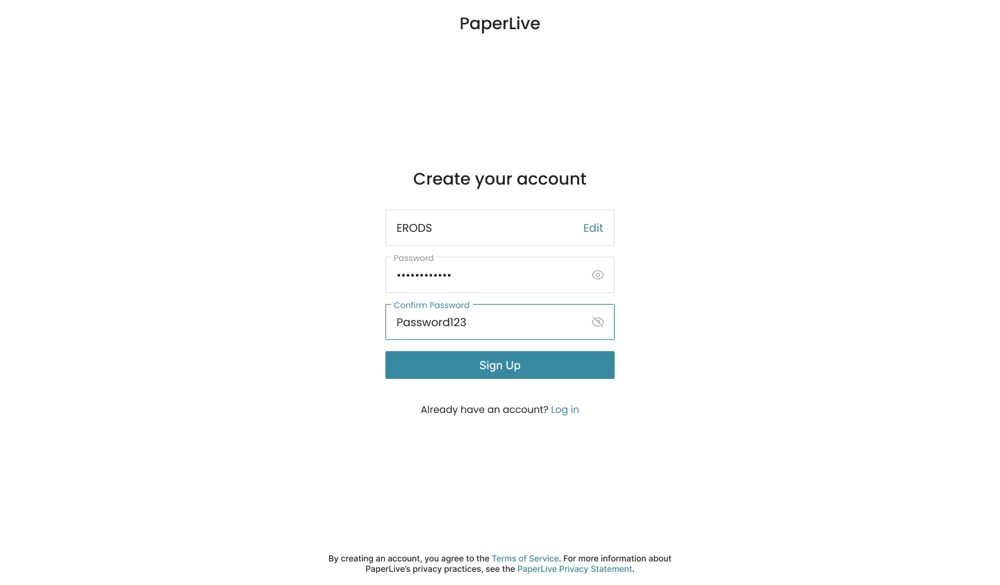 PaperLive
Create your account
ERODS
Edit
Password
••••••••••••
Confirm Password
Password123
Sign Up
Already have an account? Log in
By creating an account, you agree to the Terms of Service. For more information about
PaperLive’s privacy practices, see the PaperLive Privacy Statement.